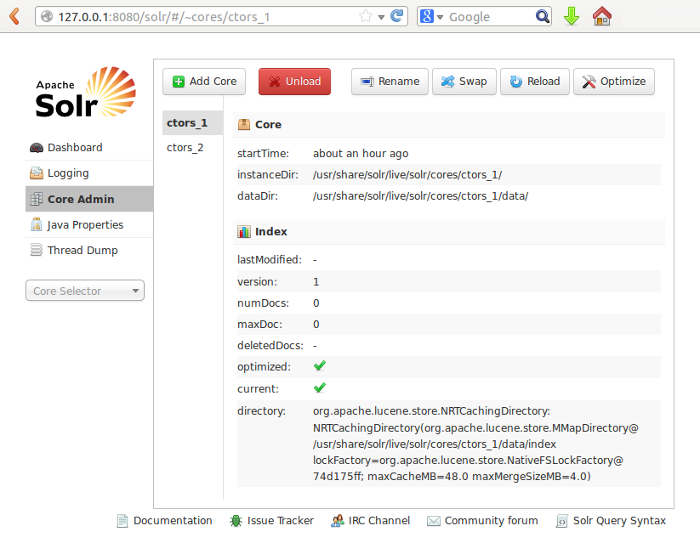 127.0.0.1:8080/solr/#/~cores/ctors_1
Google
Apache
Solr
Dashboard
Logging
Core Admin
Java Properties
Thread Dump
Core Selector
Add Core
Unload
Rename
Swap
Reload
Optimize
ctors_1
ctors_2
Core
startTime: about an hour ago
instanceDir: /usr/share/solr/live/solr/cores/ctors_1/
dataDir: /usr/share/solr/live/solr/cores/ctors_1/data/
Index
lastModified: -
version: 1
numDocs: 0
maxDoc: 0
deletedDocs: -
optimized:
current:
directory: org.apache.lucene.store.NRTCachingDirectory:
NRTCachingDirectory(org.apache.lucene.store.MMapDirectory@
/usr/share/solr/live/solr/cores/ctors_1/data/index
lockFactory=org.apache.lucene.store.NativeFSLockFactory@
74d175ff; maxCacheMB=48.0 maxMergeSizeMB=4.0)
Documentation
Issue Tracker
IRC Channel
Community forum
Solr Query Syntax